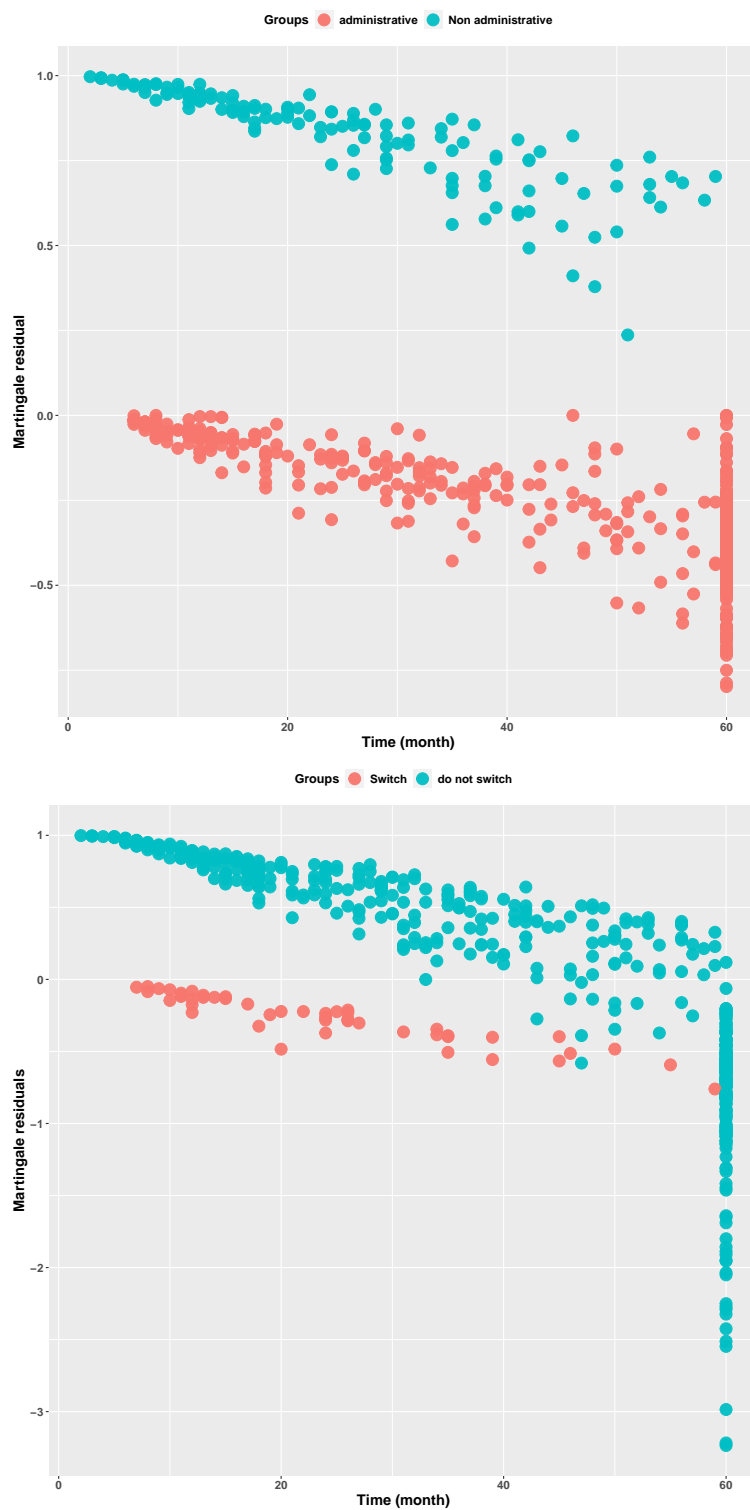 Groups administrative Non administrative
1.0
0.5
0.0
−0.5
Martingale residual
0 20 40 60
Time (month)
Groups Switch do not switch
1
0
−1
−2
−3
Martingale residuals
0 20 40 60
Time (month)